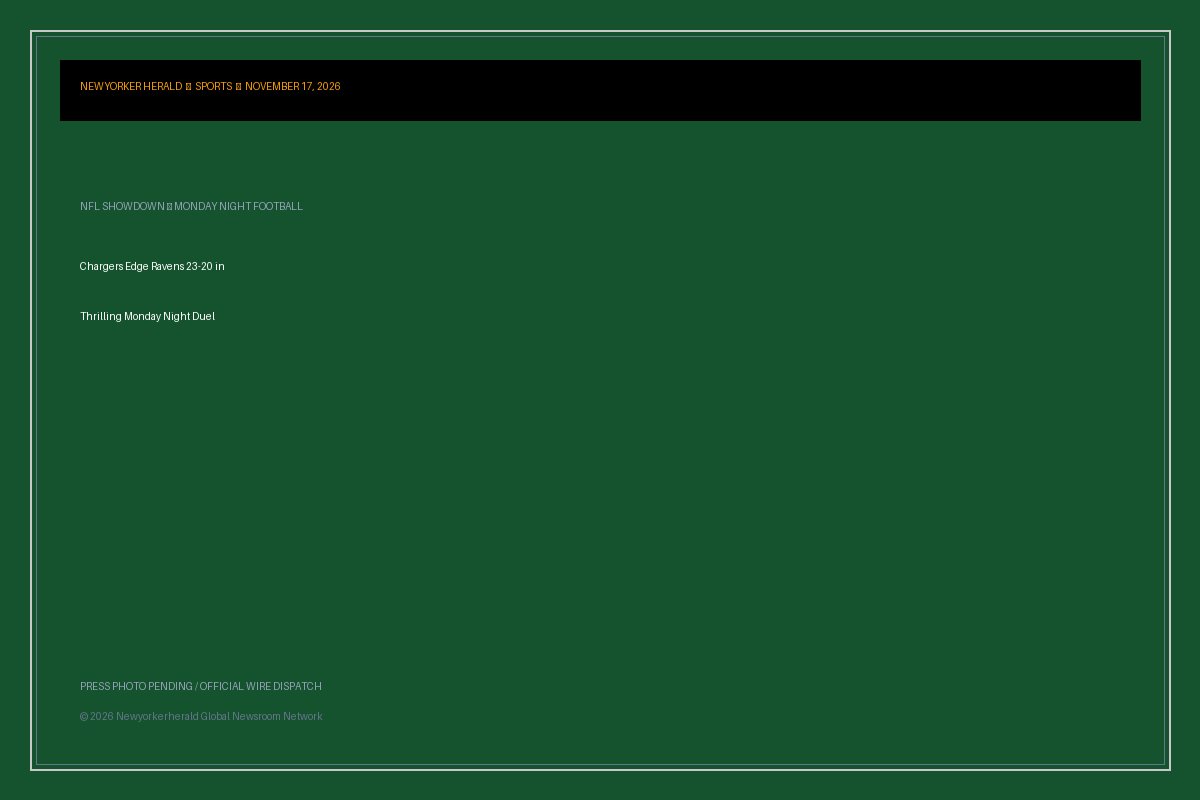 NEWYORKER HERALD ▯ SPORTS ▯ NOVEMBER 17, 2026
NFL SHOWDOWN ▯ MONDAY NIGHT FOOTBALL
Chargers Edge Ravens 23-20 in
Thrilling Monday Night Duel
PRESS PHOTO PENDING / OFFICIAL WIRE DISPATCH
© 2026 Newyorkerherald Global Newsroom Network